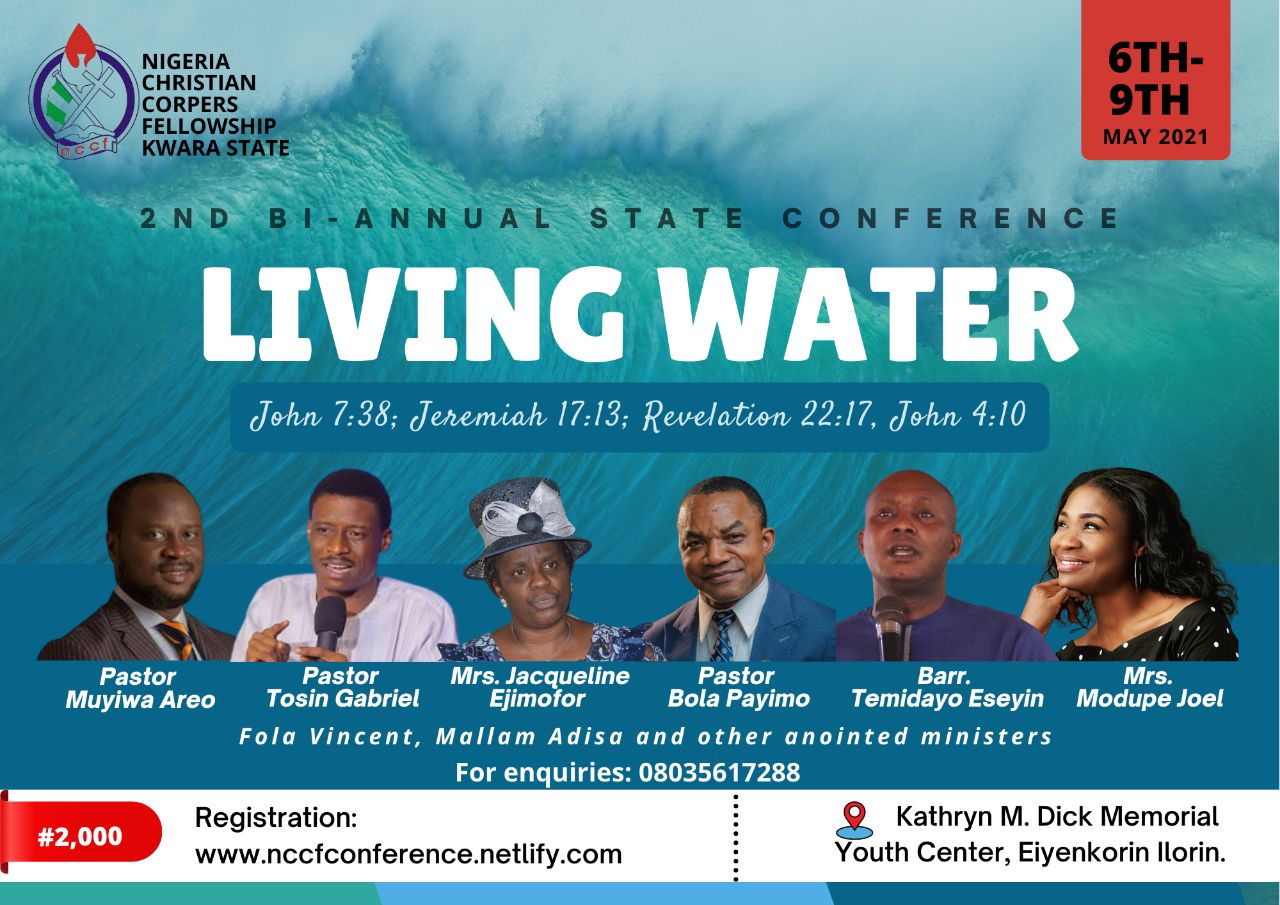 NIGERIA
CHRISTIAN
CORPERS
FELLOWSHIP
KWARA STATE
nccf
6TH-
9TH
MAY 2021
2ND BI-ANNUAL STATE CONFERENCE
LIVING WATER
John 7:38; Jeremiah 17:13; Revelation 22:17, John 4:10
Pastor
Muyiwa Areo
Pastor
Tosin Gabriel
Mrs. Jacqueline
Ejimofor
Pastor
Bola Payimo
Barr.
Temidayo Eseyin
Mrs.
Modupe Joel
Fola Vincent, Mallam Adisa and other anointed ministers
For enquiries: 08035617288
#2,000
Registration:
www.nccfconference.netlify.com
Kathryn M. Dick Memorial
Youth Center, Eiyenkorin Ilorin.